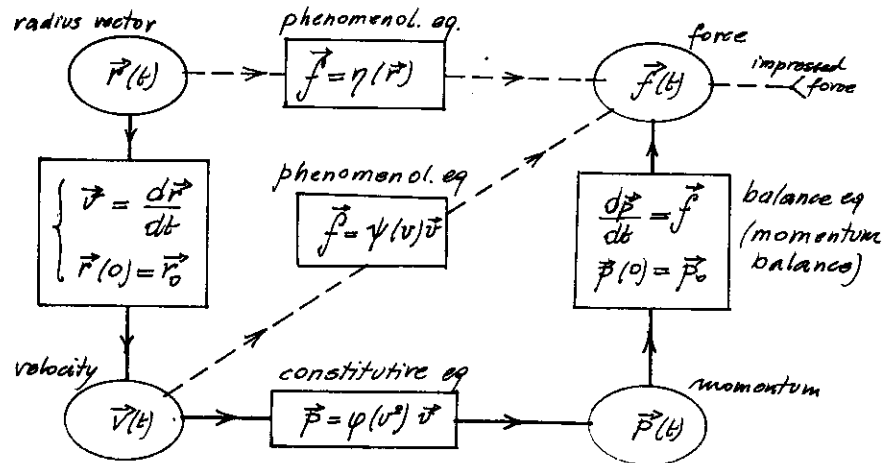 radius vector
phenomenol. eq.
force
r⃗(t)
f⃗ = η(r⃗)
f⃗(t)
impressed
force
phenomenol. eq
v⃗ = dr⃗/dt
r⃗(0) = r⃗₀
f⃗ = ψ(v)v⃗
dp⃗/dt = f⃗
p⃗(0) = p⃗₀
balance eq
(momentum
balance)
velocity
constitutive eq
momentum
v⃗(t)
p⃗ = φ(v²) v⃗
p⃗(t)